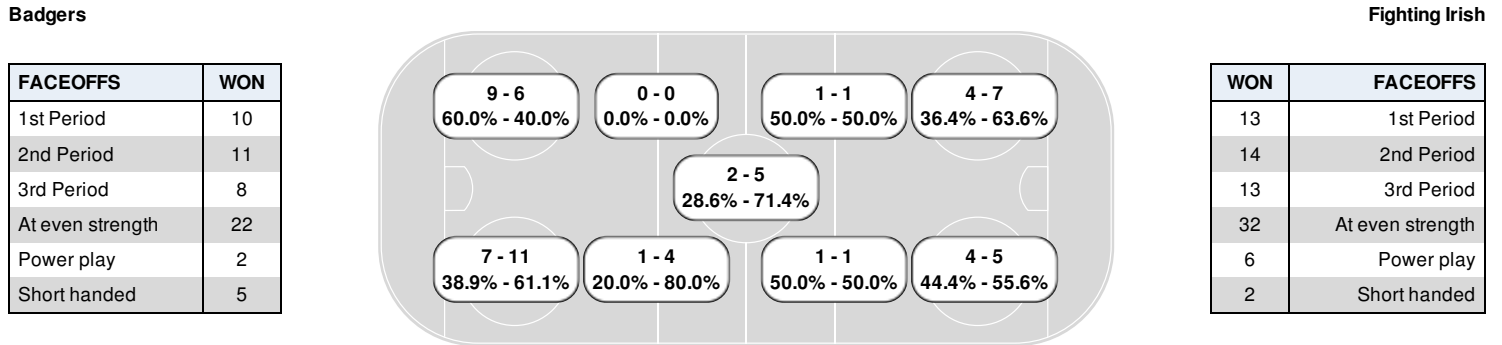 Badgers
Fighting Irish
FACEOFFS WON
1st Period 10
2nd Period 11
3rd Period 8
At even strength 22
Power play 2
Short handed 5
9 - 6
60.0% - 40.0%
0 - 0
0.0% - 0.0%
1 - 1
50.0% - 50.0%
4 - 7
36.4% - 63.6%
2 - 5
28.6% - 71.4%
7 - 11
38.9% - 61.1%
1 - 4
20.0% - 80.0%
1 - 1
50.0% - 50.0%
4 - 5
44.4% - 55.6%
WON FACEOFFS
13 1st Period
14 2nd Period
13 3rd Period
32 At even strength
6 Power play
2 Short handed